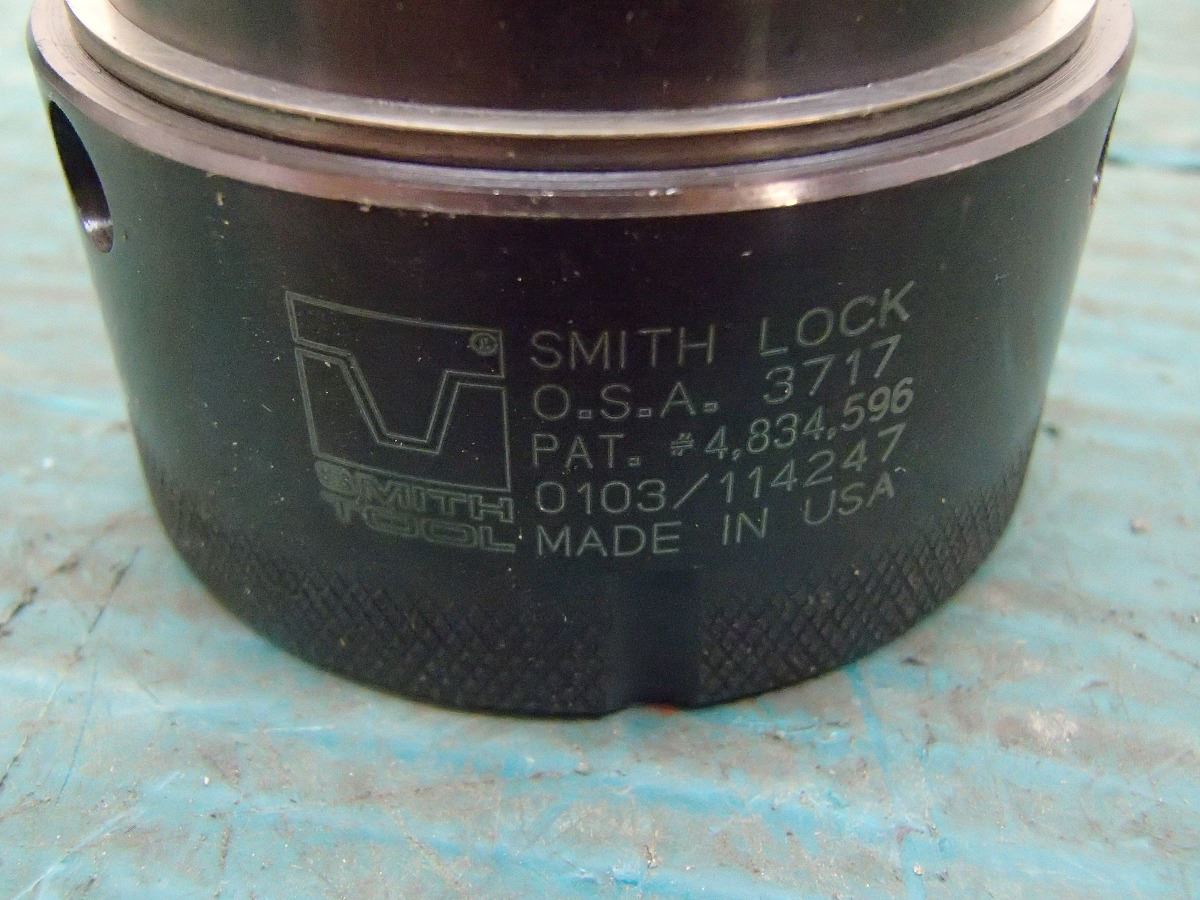 SMITH LOCK
O.S.A. 3717
PAT. #4,834,596
0103/114247
MADE IN USA
®
SMITH
TOOL